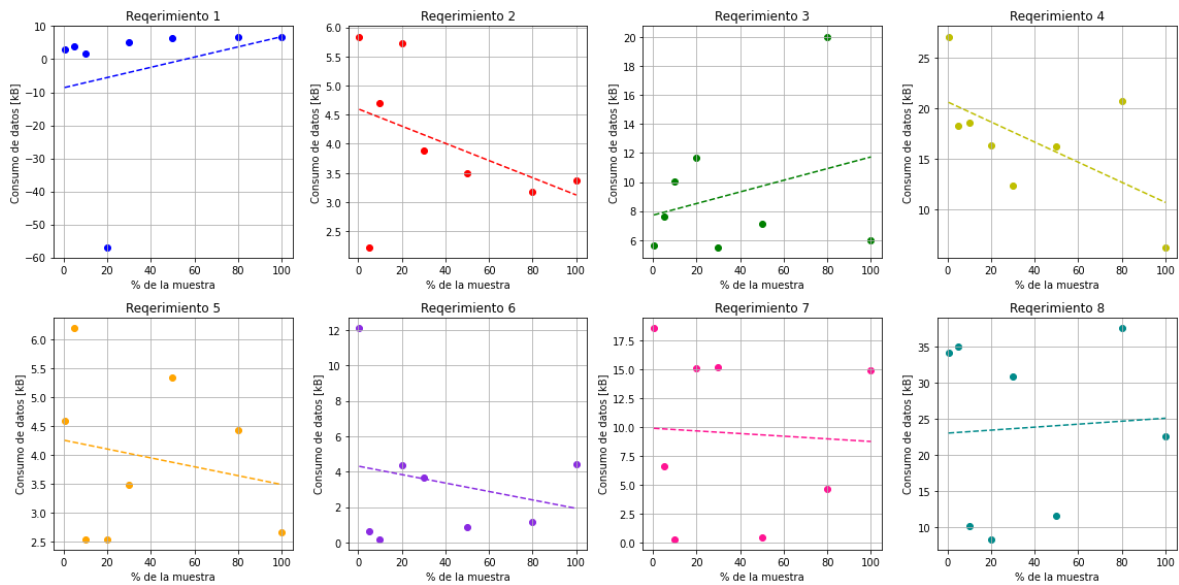 Reqerimiento 1
Consumo de datos [kB]
10
0
−10
−20
−30
−40
−50
−60
0 20 40 60 80 100
% de la muestra
Reqerimiento 2
Consumo de datos [kB]
6.0
5.5
5.0
4.5
4.0
3.5
3.0
2.5
0 20 40 60 80 100
% de la muestra
Reqerimiento 3
Consumo de datos [kB]
20
18
16
14
12
10
8
6
0 20 40 60 80 100
% de la muestra
Reqerimiento 4
Consumo de datos [kB]
25
20
15
10
0 20 40 60 80 100
% de la muestra
Reqerimiento 5
Consumo de datos [kB]
6.0
5.5
5.0
4.5
4.0
3.5
3.0
2.5
0 20 40 60 80 100
% de la muestra
Reqerimiento 6
Consumo de datos [kB]
12
10
8
6
4
2
0
0 20 40 60 80 100
% de la muestra
Reqerimiento 7
Consumo de datos [kB]
17.5
15.0
12.5
10.0
7.5
5.0
2.5
0.0
0 20 40 60 80 100
% de la muestra
Reqerimiento 8
Consumo de datos [kB]
35
30
25
20
15
10
0 20 40 60 80 100
% de la muestra